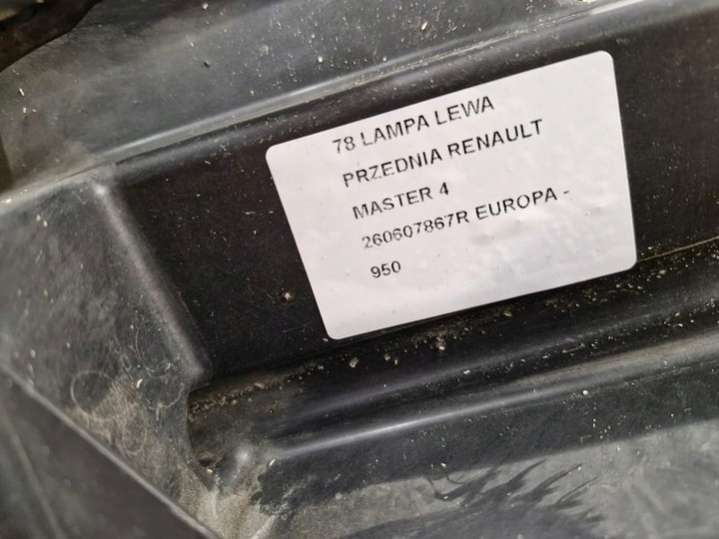 78 LAMPA LEWA
PRZEDNIA RENAULT
MASTER 4
260607867R EUROPA -
950